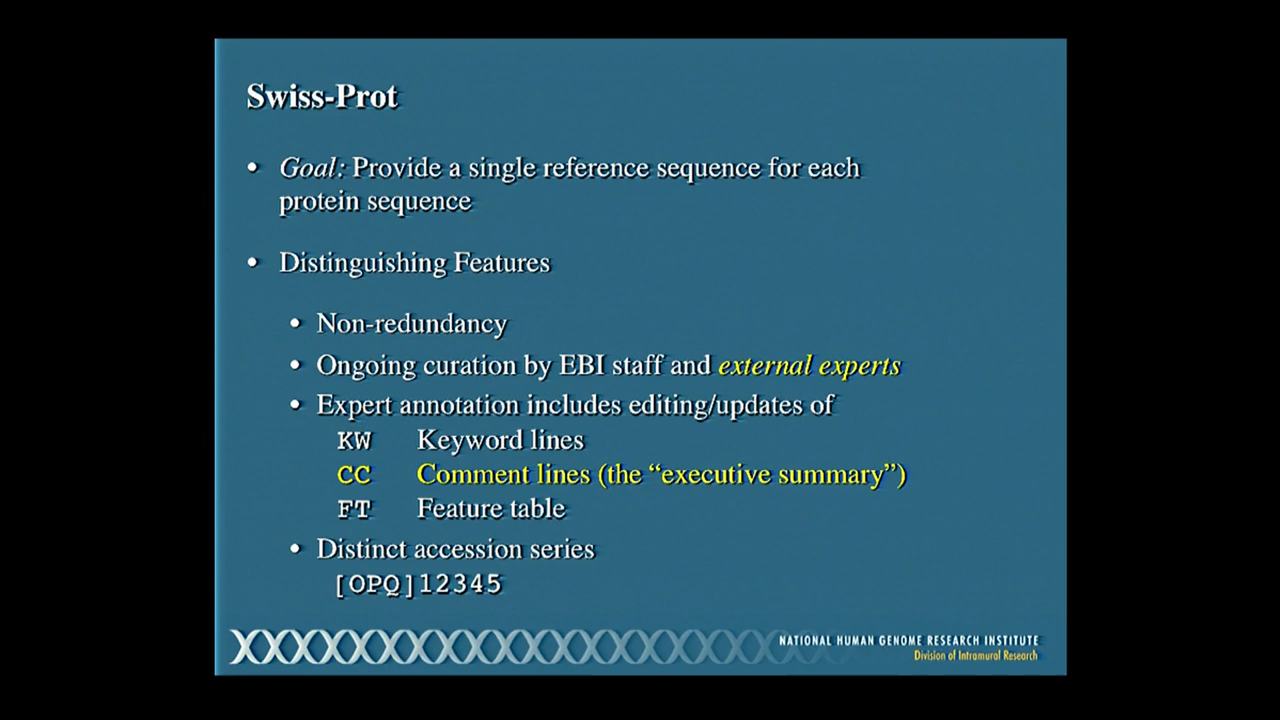 Swiss-Prot
• Goal: Provide a single reference sequence for each
protein sequence
• Distinguishing Features
• Non-redundancy
• Ongoing curation by EBI staff and external experts
• Expert annotation includes editing/updates of
KW Keyword lines
CC Comment lines (the “executive summary”)
FT Feature table
• Distinct accession series
[OPQ]12345
NATIONAL HUMAN GENOME RESEARCH INSTITUTE
Division of Intramural Research